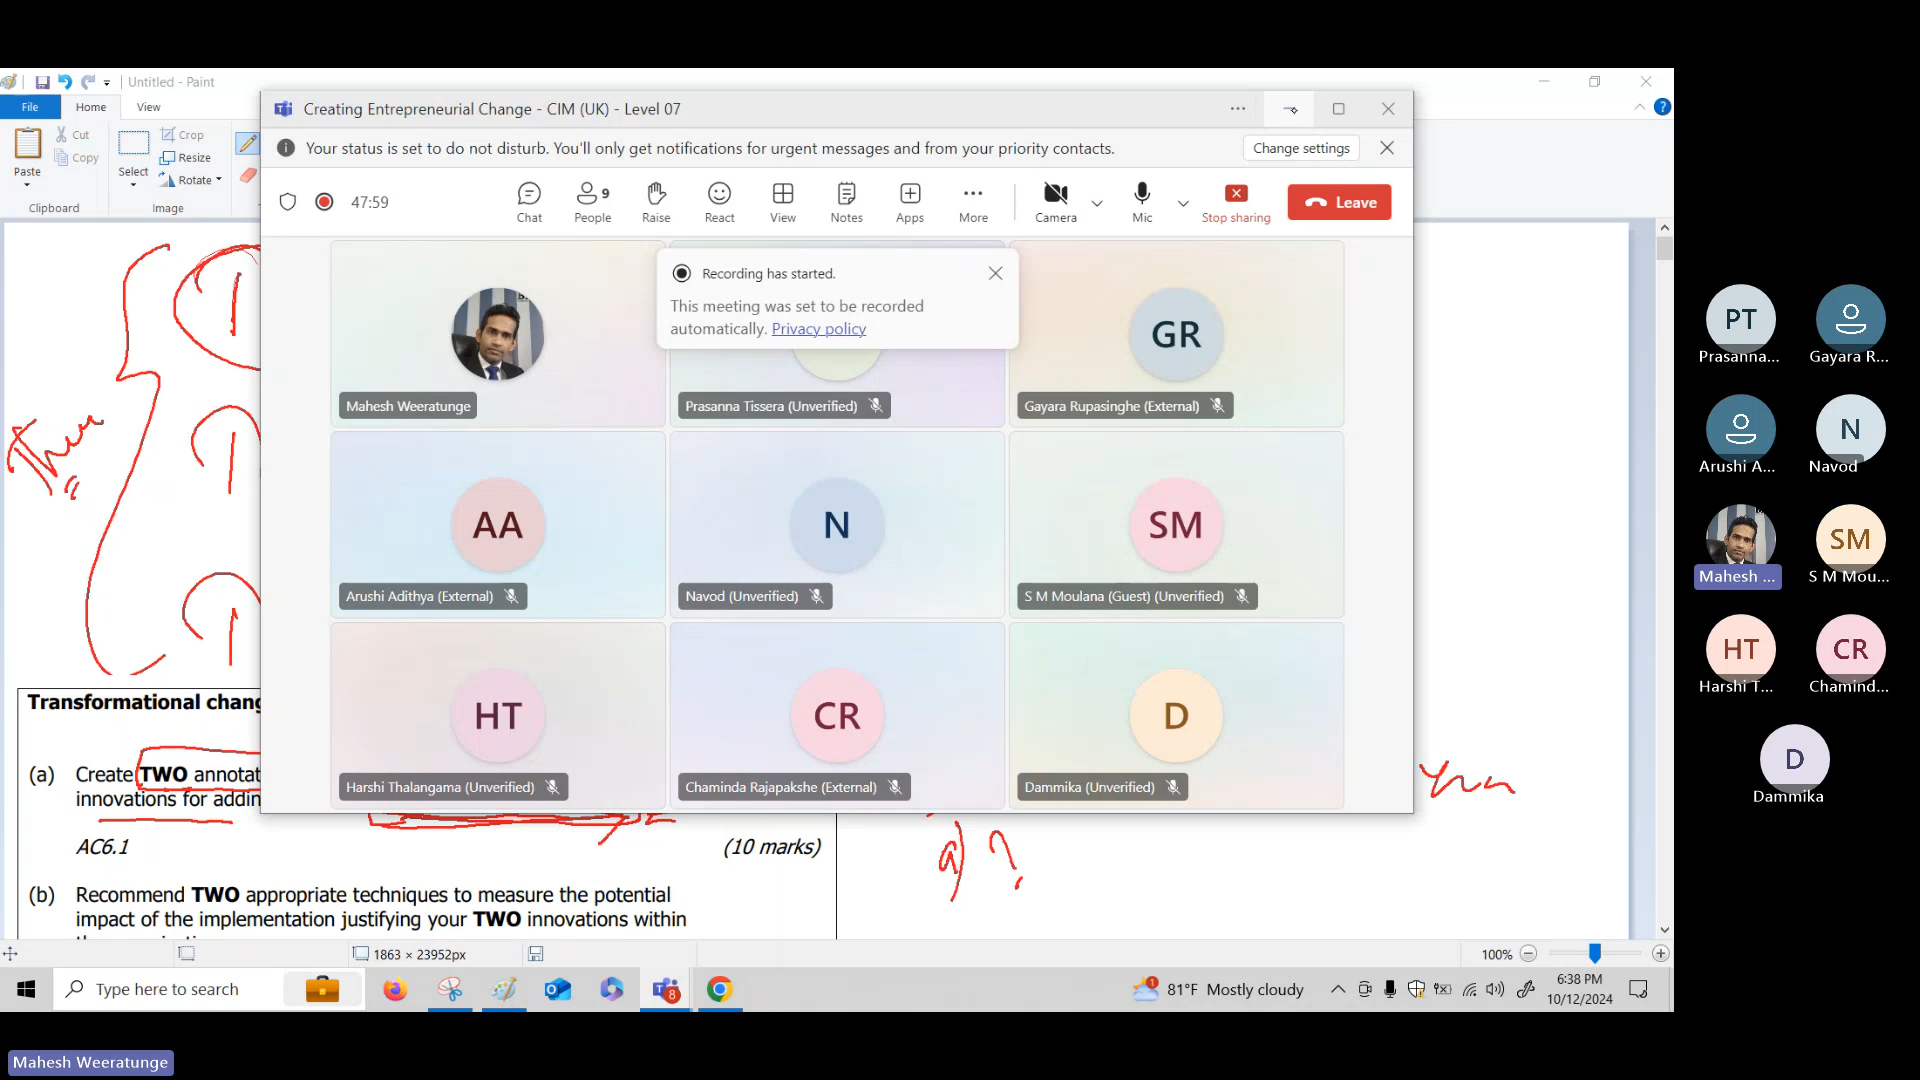 Untitled - Paint
File
Home
View
Paste
Cut
Copy
Clipboard
Select
Crop
Resize
Rotate
Image
Creating Entrepreneurial Change - CIM (UK) - Level 07
Your status is set to do not disturb. You'll only get notifications for urgent messages and from your priority contacts.
Change settings
47:59
Chat
People
9
Raise
React
View
Notes
Apps
More
Camera
Mic
Stop sharing
Leave
Recording has started.
This meeting was set to be recorded
automatically. Privacy policy
Mahesh Weeratunge
Prasanna Tissera (Unverified)
GR
Gayara Rupasinghe (External)
AA
Arushi Adithya (External)
N
Navod (Unverified)
SM
S M Moulana (Guest) (Unverified)
HT
Harshi Thalangama (Unverified)
CR
Chaminda Rajapakshe (External)
D
Dammika (Unverified)
Transformational chang
(a) Create TWO annotat
innovations for addin
AC6.1
(10 marks)
(b) Recommend TWO appropriate techniques to measure the potential
impact of the implementation justifying your TWO innovations within
a) ?
1863 × 23952px
100%
Type here to search
8
1
81°F Mostly cloudy
6:38 PM
10/12/2024
PT
Prasanna...
Gayara R...
Arushi A...
N
Navod
Mahesh ...
SM
S M Mou...
HT
Harshi T...
CR
Chamind...
D
Dammika
Mahesh Weeratunge